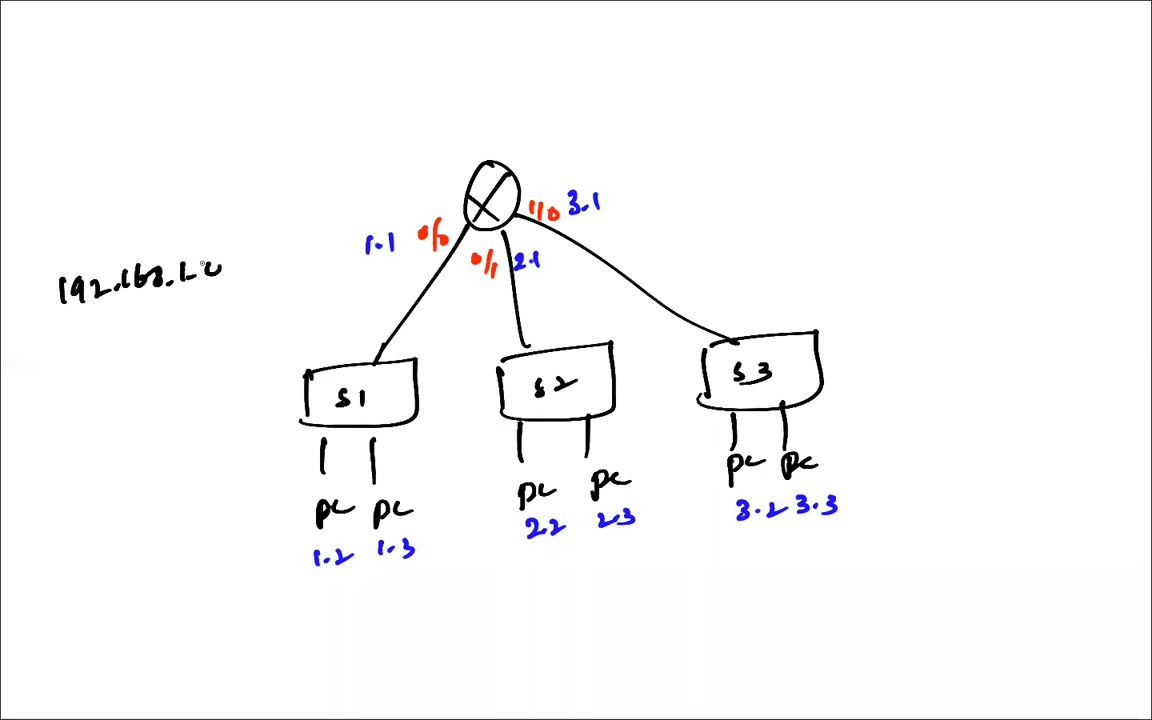 1/0 3.1
1.1 0/0
0/1 2.1
192.168.1.0
S1 S2 S3
PC PC PC PC PC PC
1.2 1.3 2.2 2.3 3.2 3.3